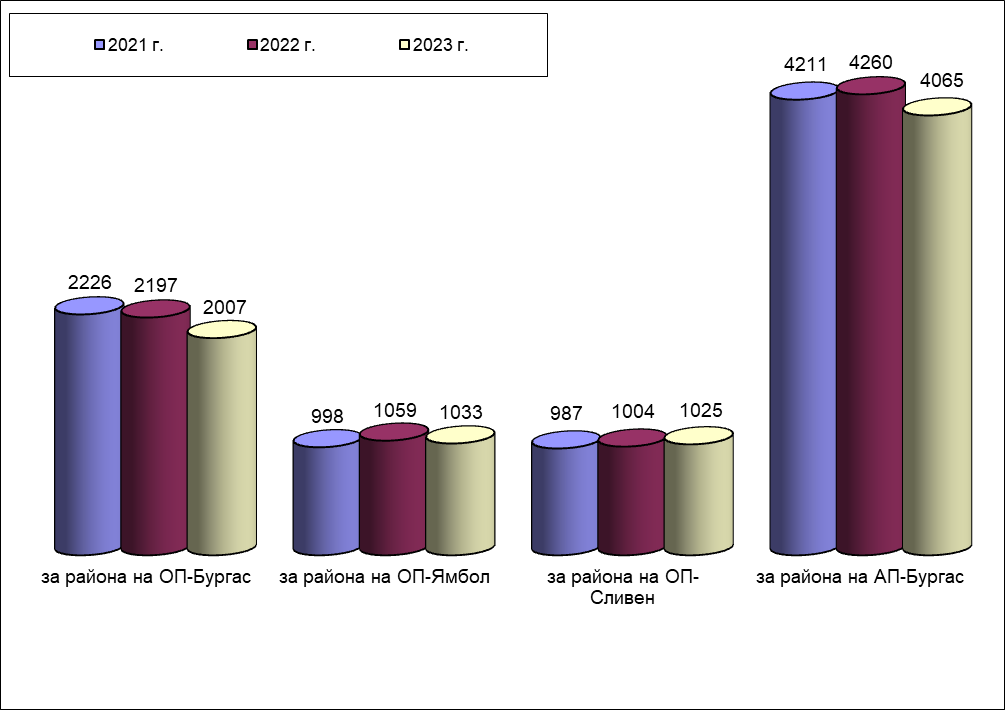 2021 г.
2022 г.
2023 г.
4211
4260
4065
2226
2197
2007
998
1059
1033
987
1004
1025
за района на ОП-Бургас
за района на ОП-Ямбол
за района на ОП-
Сливен
за района на АП-Бургас